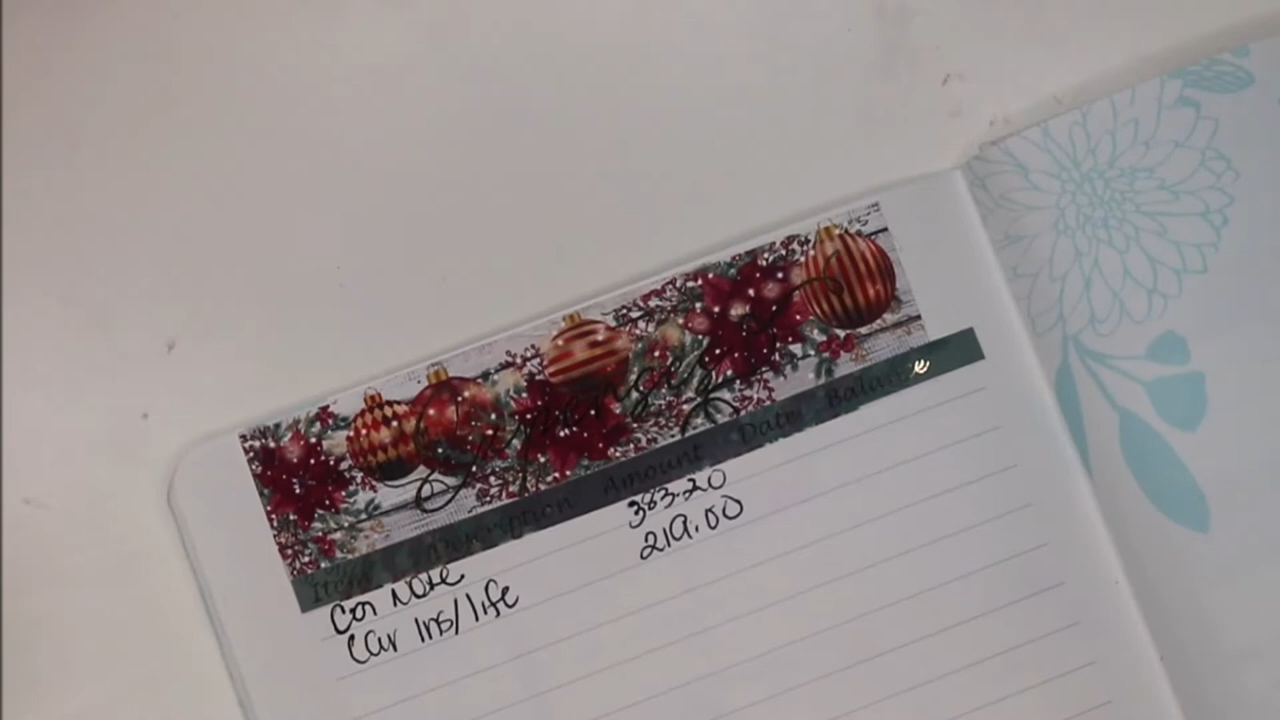 Item Description Amount Date Balance
Car Note 383.20
Car Ins/life 219.00